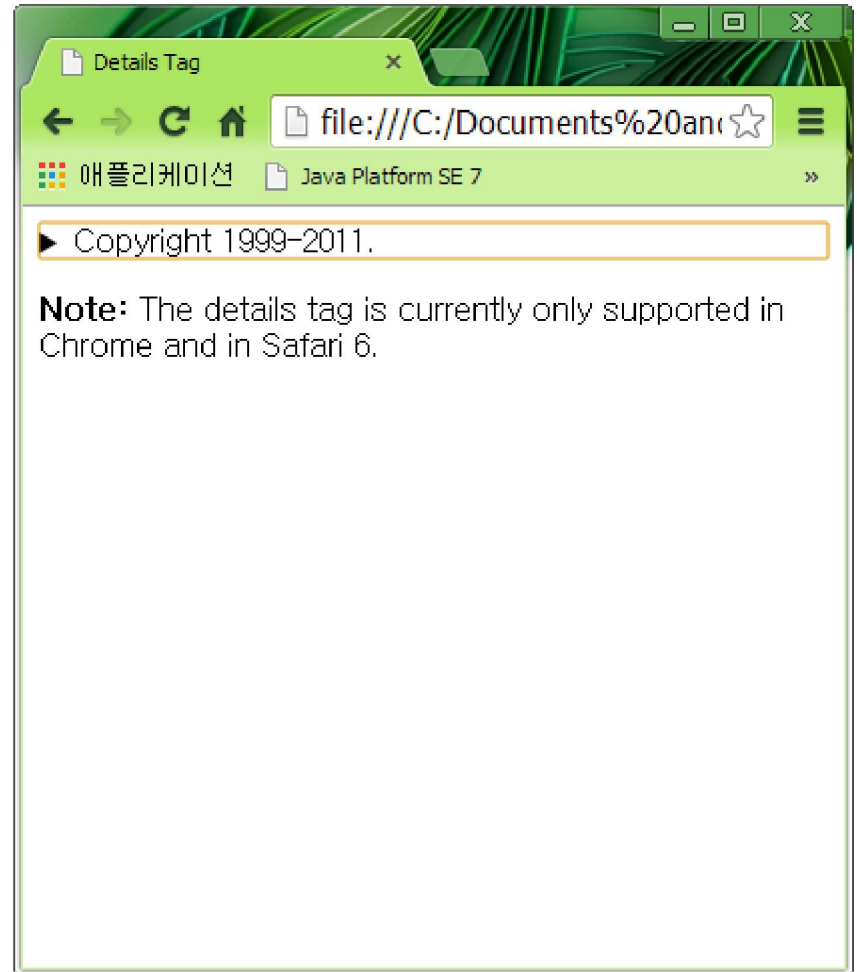 Details Tag
file:///C:/Documents%20an
애플리케이션 Java Platform SE 7 »
▶ Copyright 1999-2011.
Note: The details tag is currently only supported in
Chrome and in Safari 6.